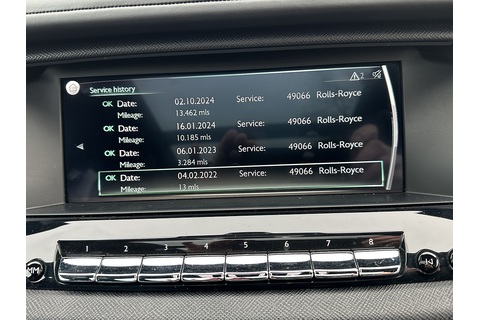 Service history
2
OK Date: 02.10.2024 Service: 49066 Rolls-Royce
Mileage: 13.462 mls
OK Date: 16.01.2024 Service: 49066 Rolls-Royce
Mileage: 10.185 mls
OK Date: 06.01.2023 Service: 49066 Rolls-Royce
Mileage: 3.284 mls
OK Date: 04.02.2022 Service: 49066 Rolls-Royce
Mileage: 13 mls
1 2 3 4 5 6 7 8